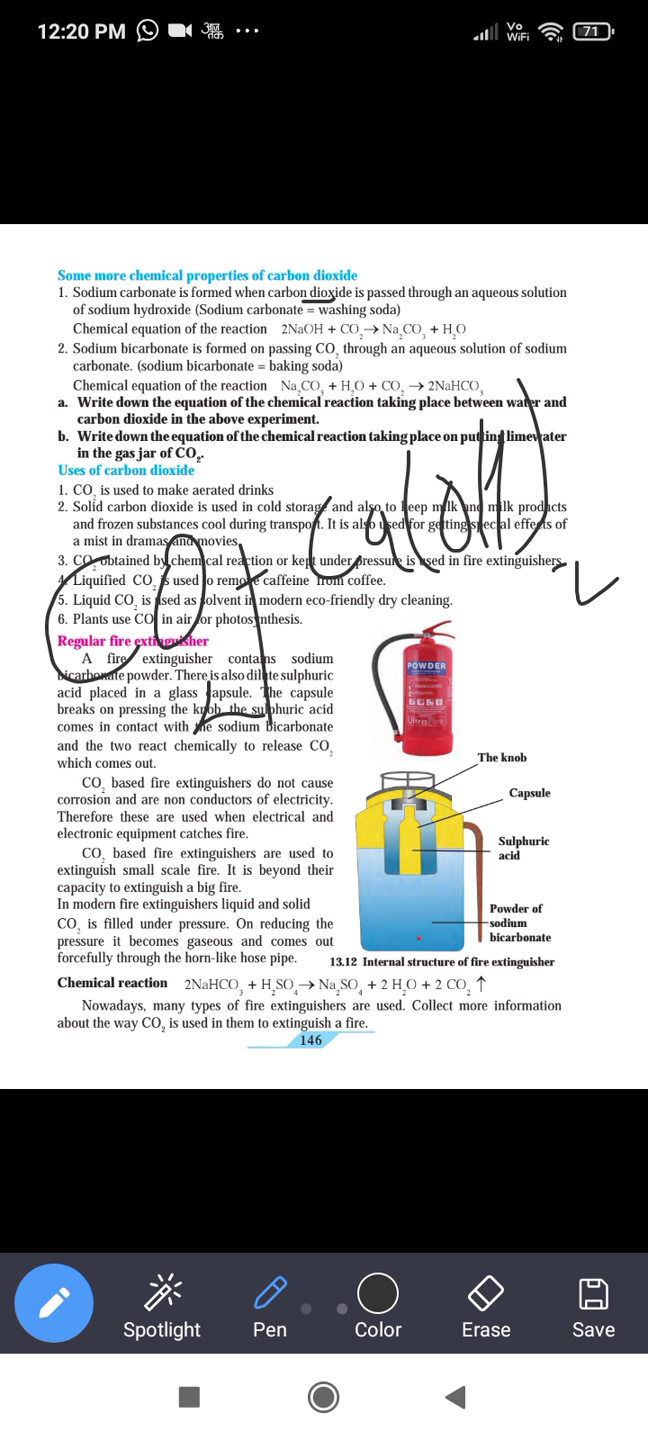 12:20 PM आज तक ... Vo WiFi 71
Some more chemical properties of carbon dioxide
1. Sodium carbonate is formed when carbon dioxide is passed through an aqueous solution
of sodium hydroxide (Sodium carbonate = washing soda)
Chemical equation of the reaction 2NaOH + CO₂→ Na₂CO₃ + H₂O
2. Sodium bicarbonate is formed on passing CO₂ through an aqueous solution of sodium
carbonate. (sodium bicarbonate = baking soda)
Chemical equation of the reaction Na₂CO₃ + H₂O + CO₂ → 2NaHCO₃
a. Write down the equation of the chemical reaction taking place between water and
carbon dioxide in the above experiment.
b. Write down the equation of the chemical reaction taking place on putting limewater
in the gas jar of CO₂.
Uses of carbon dioxide
1. CO₂ is used to make aerated drinks
2. Solid carbon dioxide is used in cold storage and also to keep milk and milk products
and frozen substances cool during transport. It is also used for getting special effects of
a mist in dramas and movies.
3. CO₂ obtained by chemical reaction or kept under pressure is used in fire extinguishers.
4. Liquified CO₂ is used to remove caffeine from coffee.
5. Liquid CO₂ is used as solvent in modern eco-friendly dry cleaning.
6. Plants use CO₂ in air for photosynthesis.
CO2 + Ca(OH)2
Regular fire extinguisher
A fire extinguisher contains sodium
bicarbonate powder. There is also dilute sulphuric
acid placed in a glass capsule. The capsule
breaks on pressing the knob, the sulphuric acid
comes in contact with the sodium bicarbonate
and the two react chemically to release CO₂
which comes out.
CO₂ based fire extinguishers do not cause
corrosion and are non conductors of electricity.
Therefore these are used when electrical and
electronic equipment catches fire.
CO₂ based fire extinguishers are used to
extinguish small scale fire. It is beyond their
capacity to extinguish a big fire.
In modern fire extinguishers liquid and solid
CO₂ is filled under pressure. On reducing the
pressure it becomes gaseous and comes out
forcefully through the horn-like hose pipe.
POWDER
The knob
Capsule
Sulphuric
acid
Powder of
sodium
bicarbonate
13.12 Internal structure of fire extinguisher
Chemical reaction 2NaHCO₃ + H₂SO₄→ Na₂SO₄ + 2 H₂O + 2 CO₂ ↑
Nowadays, many types of fire extinguishers are used. Collect more information
about the way CO₂ is used in them to extinguish a fire.
146
Spotlight Pen Color Erase Save